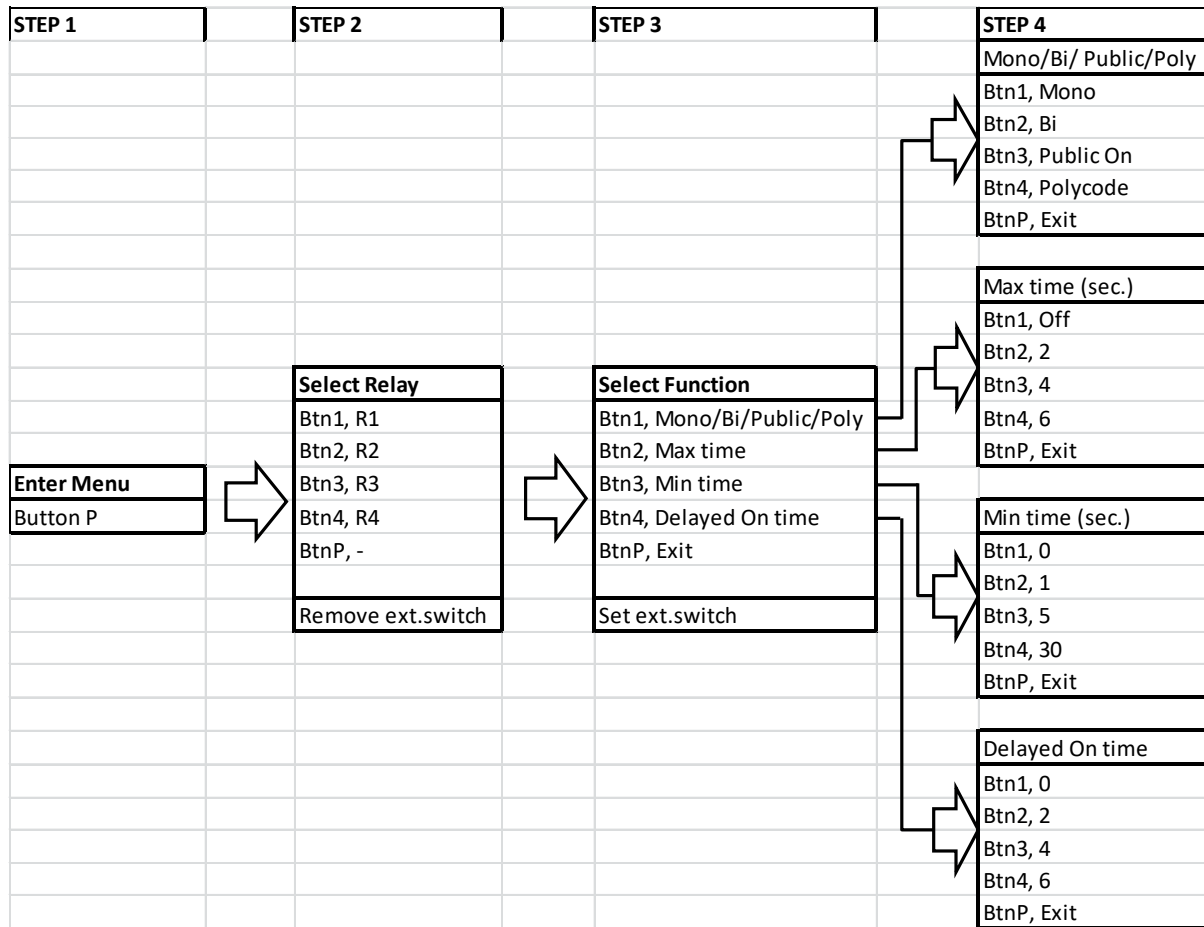 STEP 1
STEP 2
STEP 3
STEP 4
Enter Menu
Button P
Select Relay
Btn1, R1
Btn2, R2
Btn3, R3
Btn4, R4
BtnP, -
Remove ext.switch
Select Function
Btn1, Mono/Bi/Public/Poly
Btn2, Max time
Btn3, Min time
Btn4, Delayed On time
BtnP, Exit
Set ext.switch
Mono/Bi/ Public/Poly
Btn1, Mono
Btn2, Bi
Btn3, Public On
Btn4, Polycode
BtnP, Exit
Max time (sec.)
Btn1, Off
Btn2, 2
Btn3, 4
Btn4, 6
BtnP, Exit
Min time (sec.)
Btn1, 0
Btn2, 1
Btn3, 5
Btn4, 30
BtnP, Exit
Delayed On time
Btn1, 0
Btn2, 2
Btn3, 4
Btn4, 6
BtnP, Exit